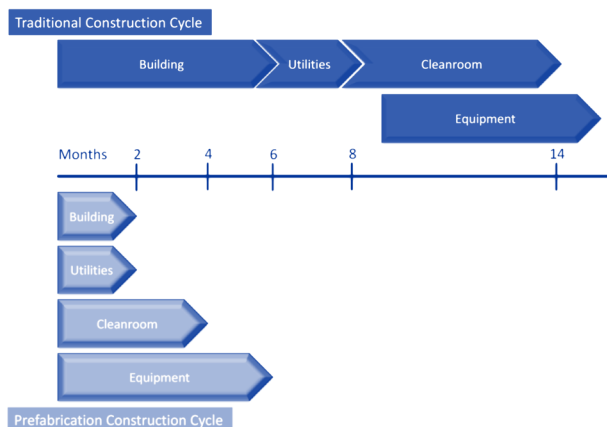 Traditional Construction Cycle
Building Utilities Cleanroom
Equipment
Months 2 4 6 8 14
Building
Utilities
Cleanroom
Equipment
Prefabrication Construction Cycle